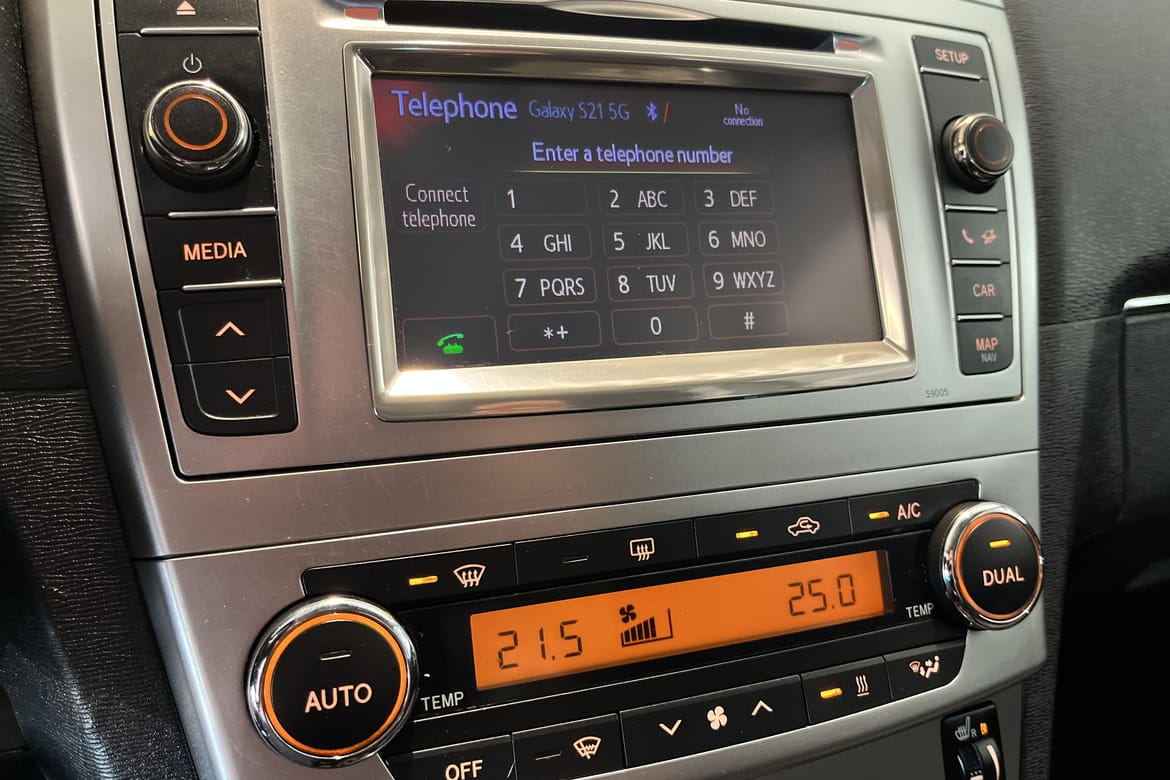 SETUP
Telephone Galaxy S21 5G No
connection
Enter a telephone number
Connect
telephone
1 2 ABC 3 DEF
4 GHI 5 JKL 6 MNO
7 PQRS 8 TUV 9 WXYZ
*+ 0 #
MEDIA
CAR
MAP
NAV
59005
A/C
21.5 25.0
AUTO
TEMP
TEMP
DUAL
OFF
R